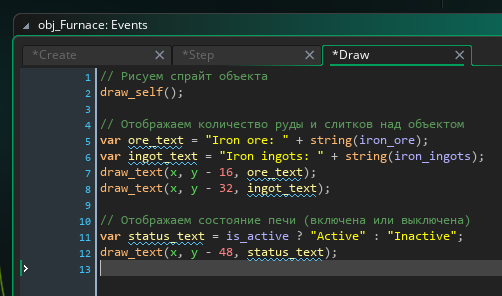 obj_Furnace: Events
*Create
*Step
*Draw
1 // Рисуем спрайт объекта
2 draw_self();
3
4 // Отображаем количество руды и слитков над объектом
5 var ore_text = "Iron ore: " + string(iron_ore);
6 var ingot_text = "Iron ingots: " + string(iron_ingots);
7 draw_text(x, y - 16, ore_text);
8 draw_text(x, y - 32, ingot_text);
9
10 // Отображаем состояние печи (включена или выключена)
11 var status_text = is_active ? "Active" : "Inactive";
12 draw_text(x, y - 48, status_text);
13